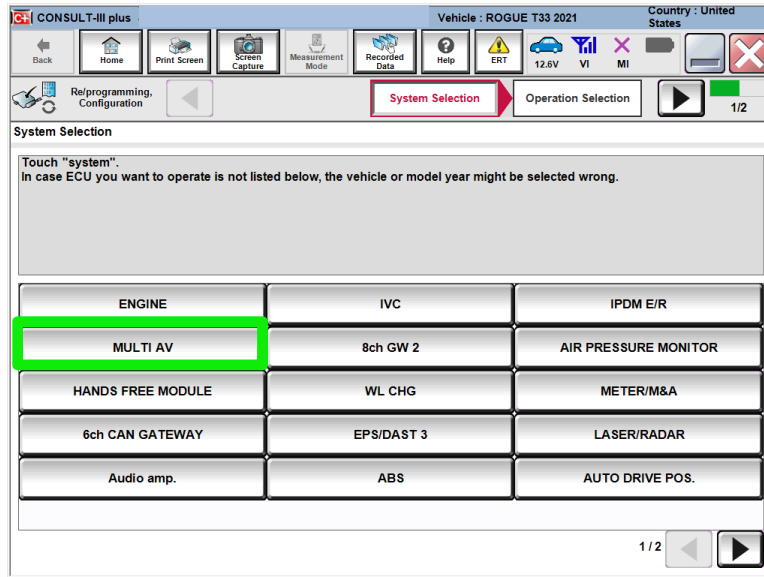 C+ CONSULT-III plus
Vehicle : ROGUE T33 2021
Country : United States
Back
Home
Print Screen
Screen Capture
Measurement Mode
Recorded Data
Help
ERT
12.6V
VI
MI
Re/programming, Configuration
System Selection
Operation Selection
1/2
System Selection
Touch "system".
In case ECU you want to operate is not listed below, the vehicle or model year might be selected wrong.
ENGINE
IVC
IPDM E/R
MULTI AV
8ch GW 2
AIR PRESSURE MONITOR
HANDS FREE MODULE
WL CHG
METER/M&A
6ch CAN GATEWAY
EPS/DAST 3
LASER/RADAR
Audio amp.
ABS
AUTO DRIVE POS.
1 / 2